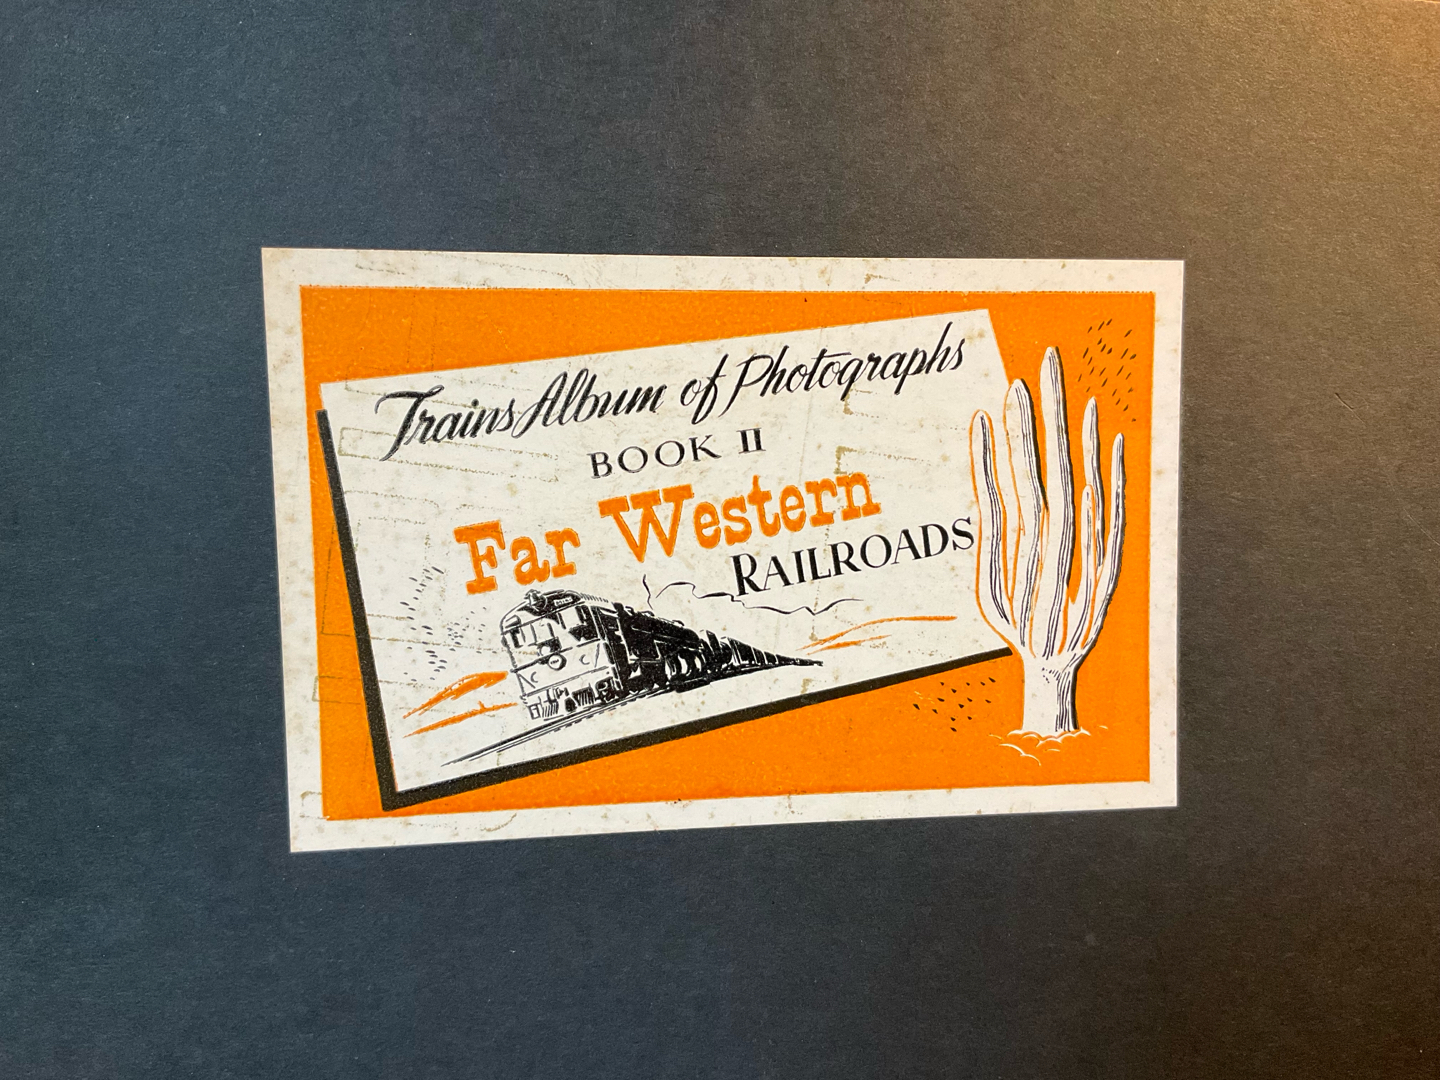 Trains Album of Photographs
BOOK II
Far Western
RAILROADS